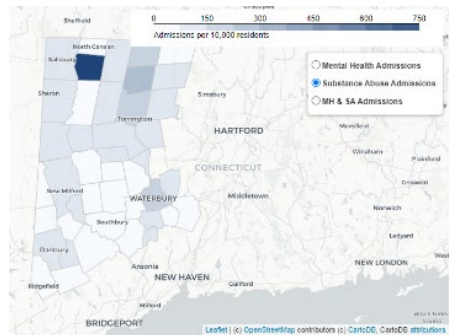 Sheffield
0 150 300 450 600 750
Admissions per 10,000 residents
North Canaan
Salisbury
Mental Health Admissions
Substance Abuse Admissions
MH & SA Admissions
Sharon
Simsbury
Torrington
HARTFORD
Mansfield
Windham
Plainfield
CONNECTICUT
Griswold
New Milford
WATERBURY
Middletown
Norwich
Southbury
Ledyard
Danbury
Ansonia
NEW LONDON
NEW HAVEN
Guilford
Ridgefield
Milford
BRIDGEPORT
Leaflet | (c) OpenStreetMap contributors (c) CartoDB, CartoDB attributions